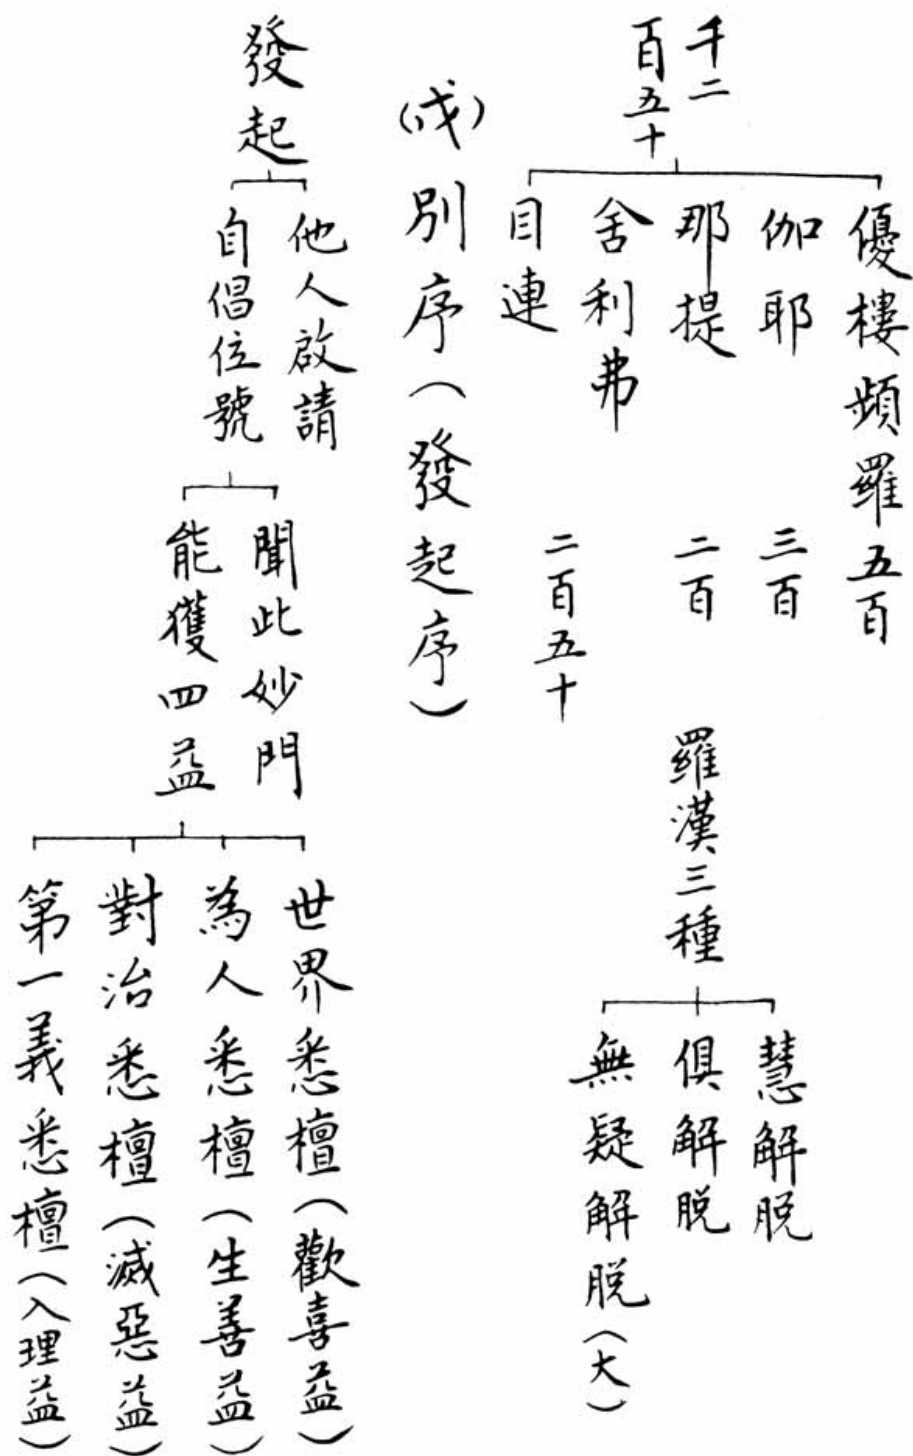 千二
百五十
優樓頻羅五百
伽耶 三百
那提 二百
舍利弗
目連
二百五十
羅漢三種
慧解脱
俱解脱
無疑解脱(大)
(戊)別序(發起序)
發起
他人啟請
自倡位號
聞此妙門
能獲四益
世界悉檀(歡喜益)
為人悉檀(生善益)
對治悉檀(滅惡益)
第一義悉檀(入理益)